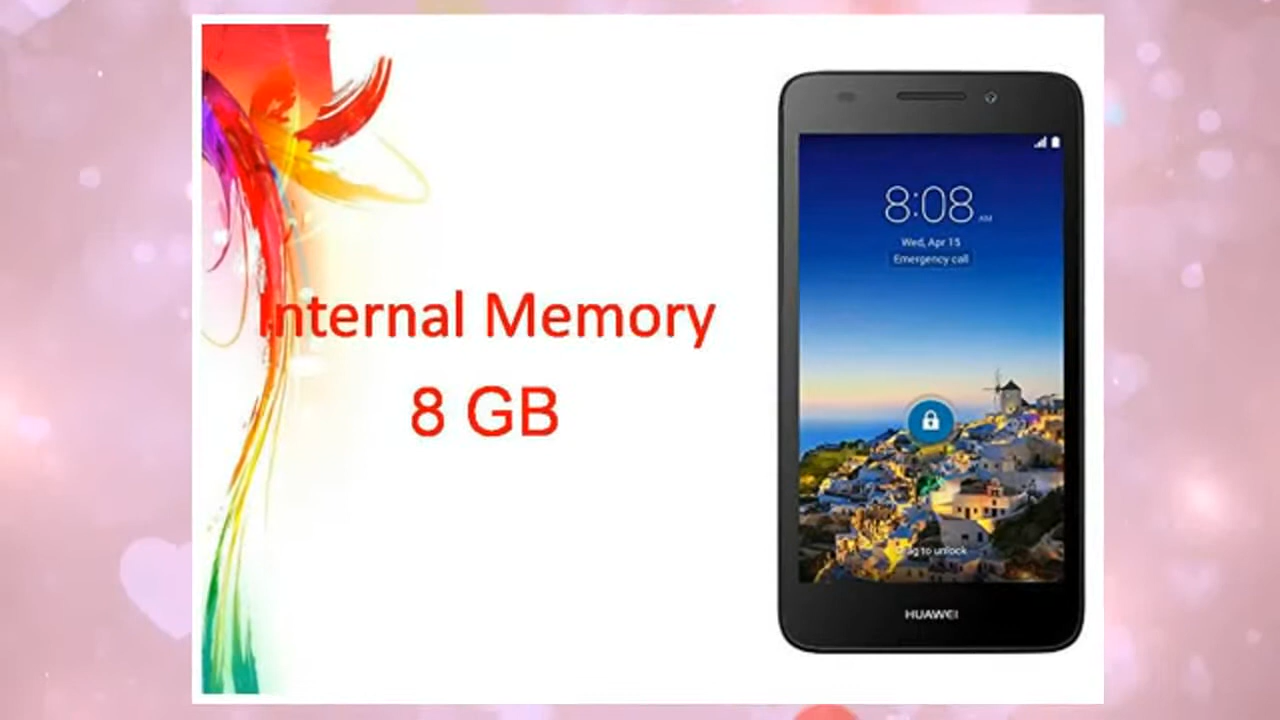 Internal Memory
8 GB
8:08 AM
Wed, Apr 15
Emergency call
Drag to unlock
HUAWEI